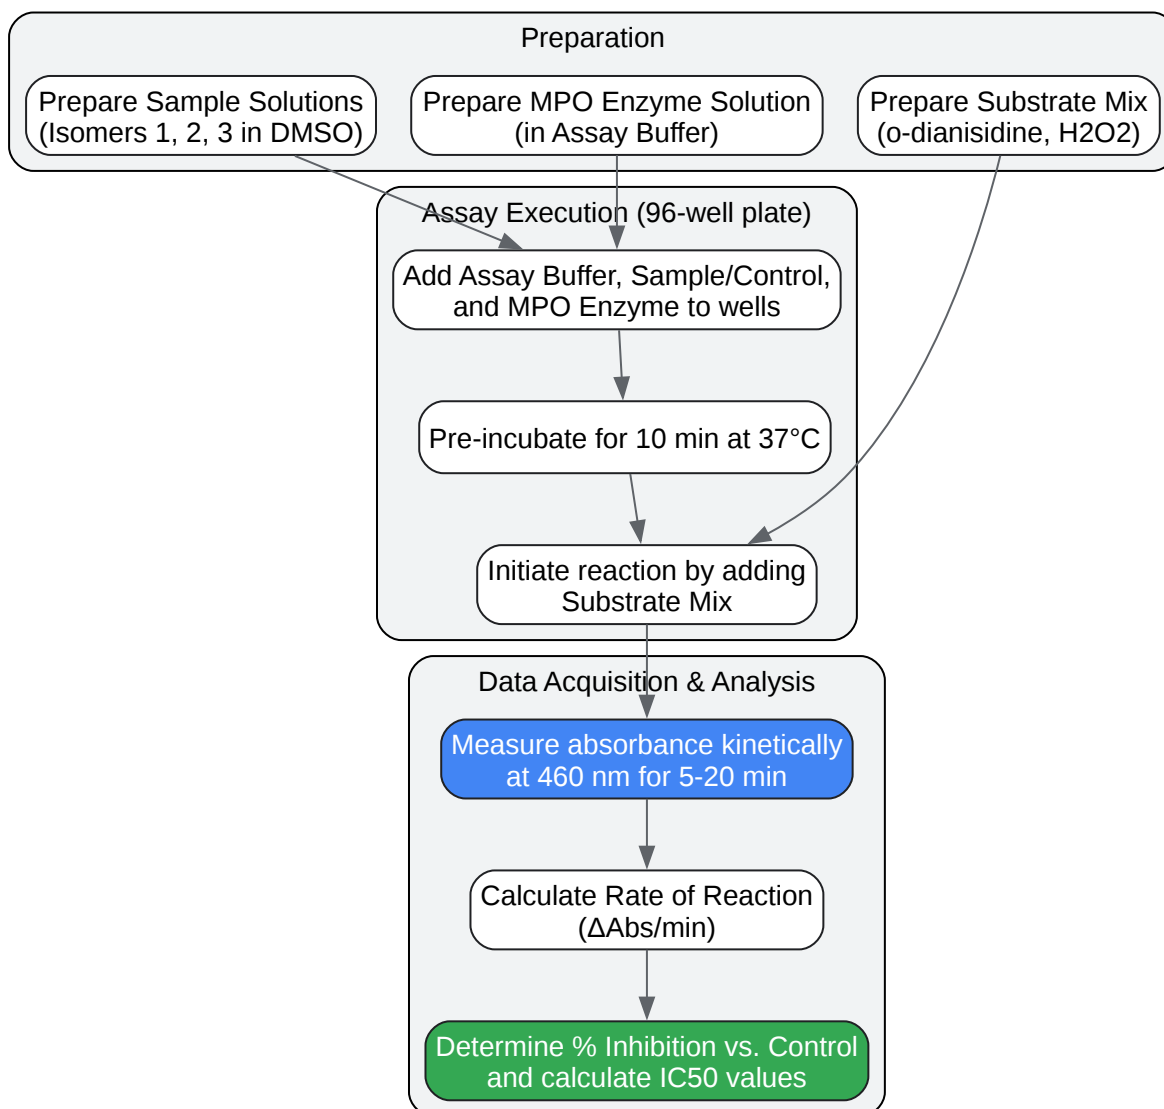 Preparation
Prepare Sample Solutions
(Isomers 1, 2, 3 in DMSO)
Prepare MPO Enzyme Solution
(in Assay Buffer)
Prepare Substrate Mix
(o-dianisidine, H2O2)
Assay Execution (96-well plate)
Add Assay Buffer, Sample/Control,
and MPO Enzyme to wells
Pre-incubate for 10 min at 37°C
Initiate reaction by adding
Substrate Mix
Data Acquisition & Analysis
Measure absorbance kinetically
at 460 nm for 5-20 min
Calculate Rate of Reaction
(ΔAbs/min)
Determine % Inhibition vs. Control
and calculate IC50 values